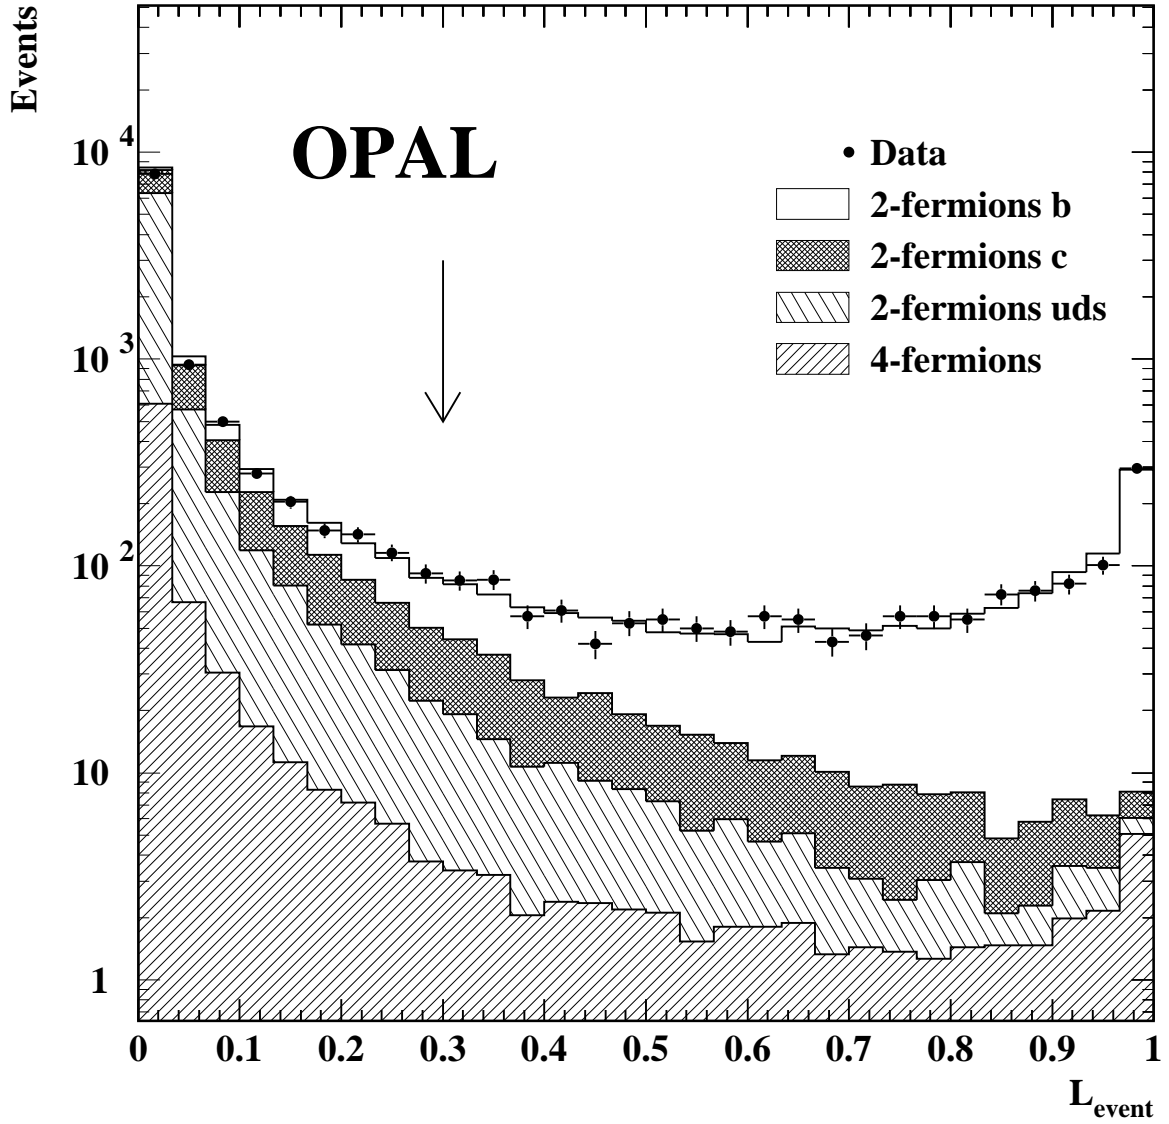 Events
OPAL
Data
2-fermions b
2-fermions c
2-fermions uds
4-fermions
10 4
10 3
10 2
10
1
0 0.1 0.2 0.3 0.4 0.5 0.6 0.7 0.8 0.9 1
L event